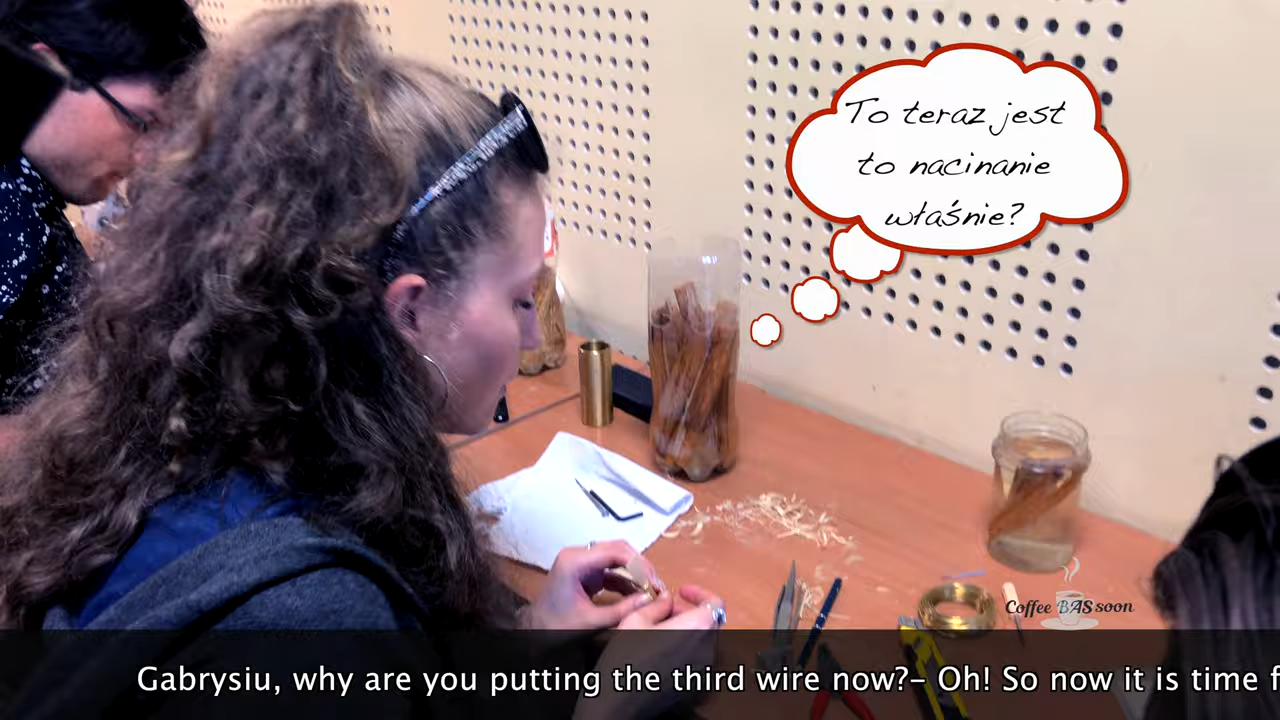 To teraz jest
to nacinanie
właśnie?
Coffee BASsoon
Gabrysiu, why are you putting the third wire now?– Oh! So now it is time f